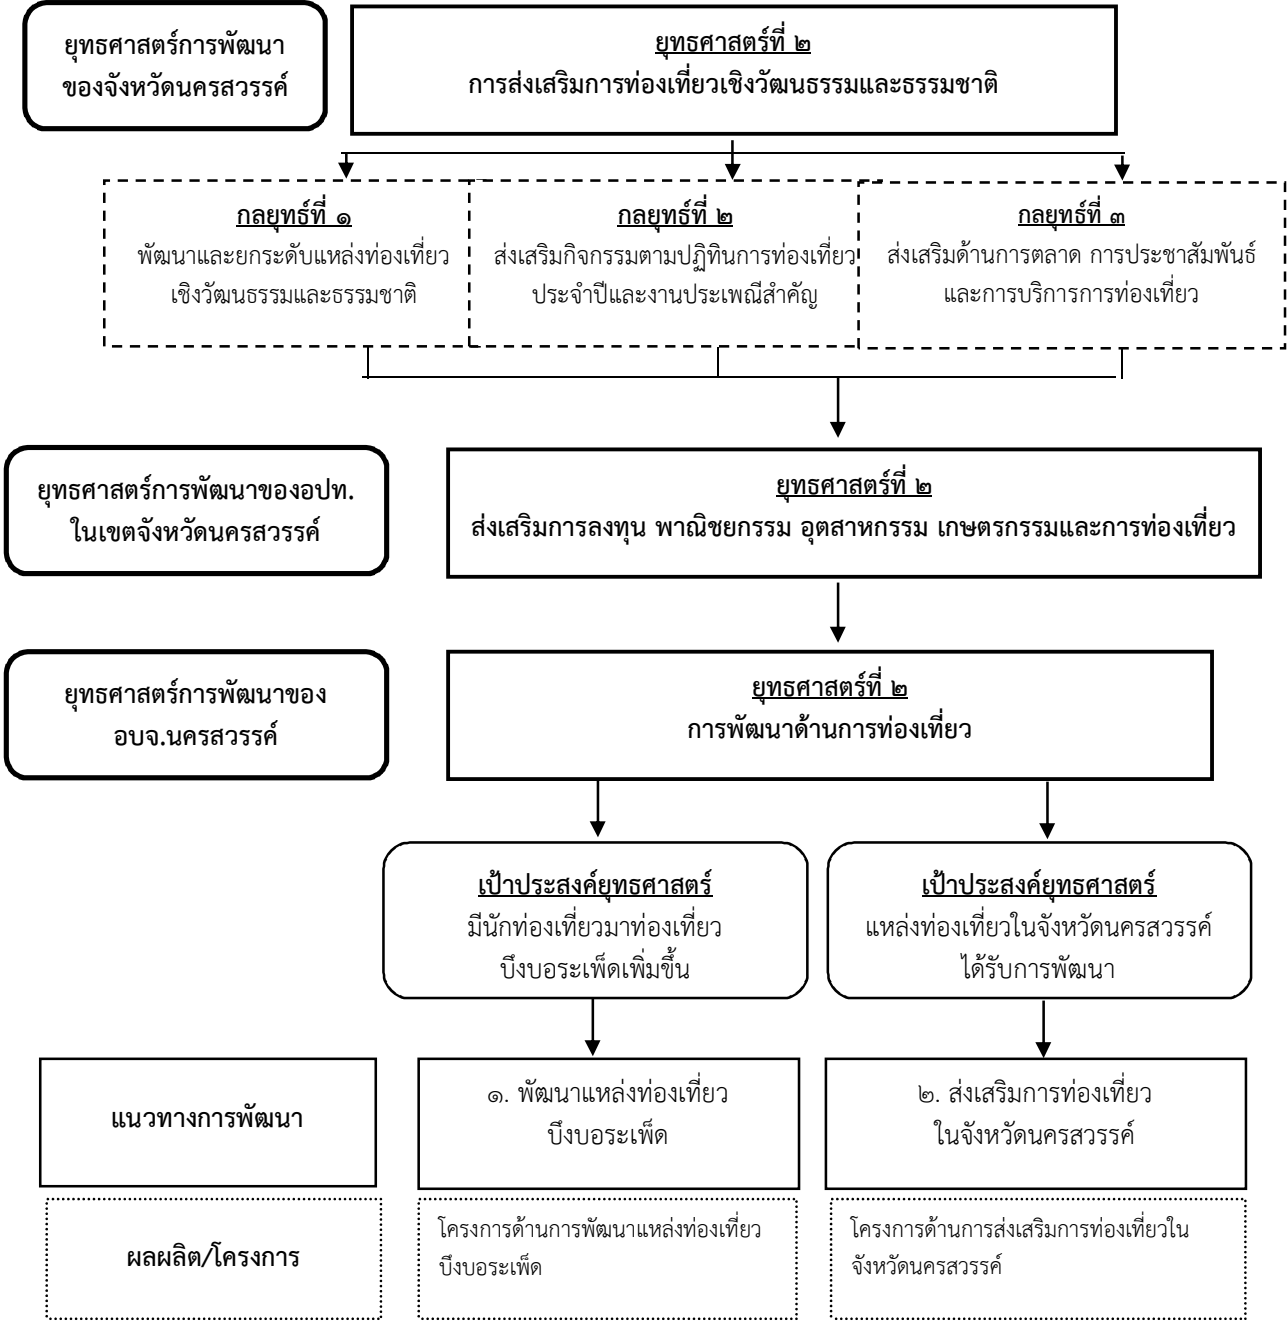 ยุทธศาสตร์การพัฒนา
ของจังหวัดนครสวรรค์
ยุทธศาสตร์ที่ ๒
การส่งเสริมการท่องเที่ยวเชิงวัฒนธรรมและธรรมชาติ
กลยุทธ์ที่ ๑
พัฒนาและยกระดับแหล่งท่องเที่ยว
เชิงวัฒนธรรมและธรรมชาติ
กลยุทธ์ที่ ๒
ส่งเสริมกิจกรรมตามปฏิทินการท่องเที่ยว
ประจำปีและงานประเพณีสำคัญ
กลยุทธ์ที่ ๓
ส่งเสริมด้านการตลาด การประชาสัมพันธ์
และการบริการการท่องเที่ยว
ยุทธศาสตร์การพัฒนาของอปท.
ในเขตจังหวัดนครสวรรค์
ยุทธศาสตร์ที่ ๒
ส่งเสริมการลงทุน พาณิชยกรรม อุตสาหกรรม เกษตรกรรมและการท่องเที่ยว
ยุทธศาสตร์การพัฒนาของ
อบจ.นครสวรรค์
ยุทธศาสตร์ที่ ๒
การพัฒนาด้านการท่องเที่ยว
เป้าประสงค์ยุทธศาสตร์
มีนักท่องเที่ยวมาท่องเที่ยว
บึงบอระเพ็ดเพิ่มขึ้น
เป้าประสงค์ยุทธศาสตร์
แหล่งท่องเที่ยวในจังหวัดนครสวรรค์
ได้รับการพัฒนา
แนวทางการพัฒนา
๑. พัฒนาแหล่งท่องเที่ยว
บึงบอระเพ็ด
๒. ส่งเสริมการท่องเที่ยว
ในจังหวัดนครสวรรค์
ผลผลิต/โครงการ
โครงการด้านการพัฒนาแหล่งท่องเที่ยว
บึงบอระเพ็ด
โครงการด้านการส่งเสริมการท่องเที่ยวใน
จังหวัดนครสวรรค์